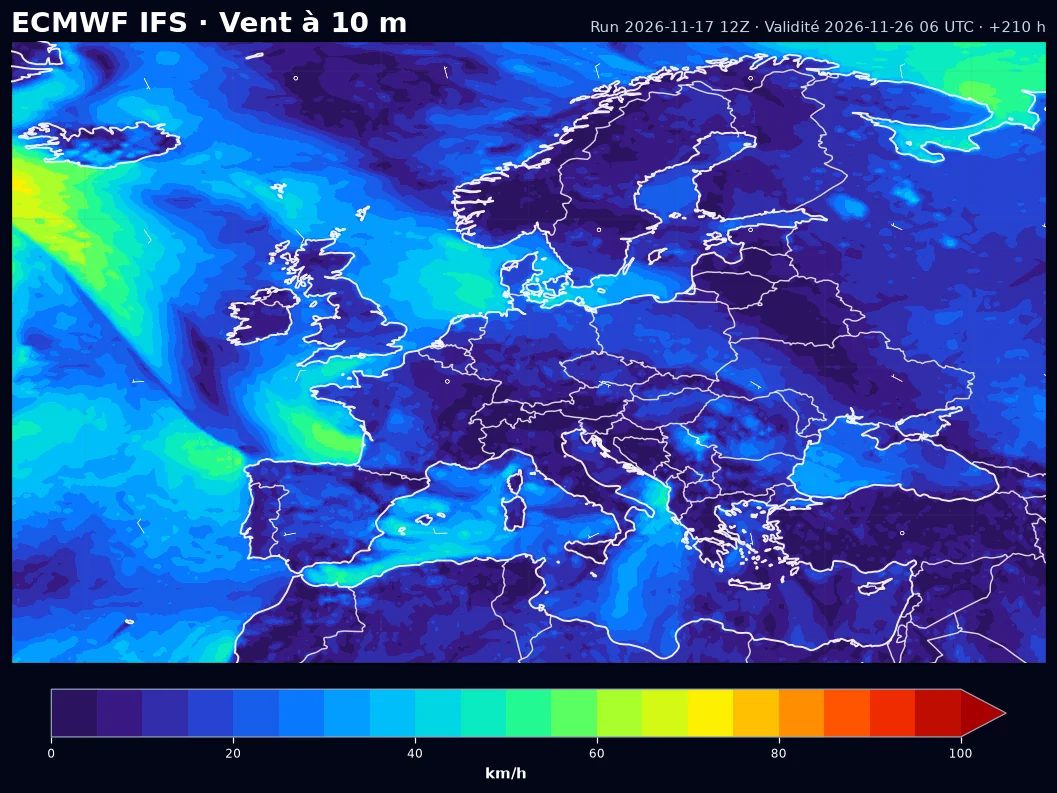 ECMWF IFS · Vent à 10 m
Run 2026-11-17 12Z · Validité 2026-11-26 06 UTC · +210 h
0 20 40 60 80 100
km/h